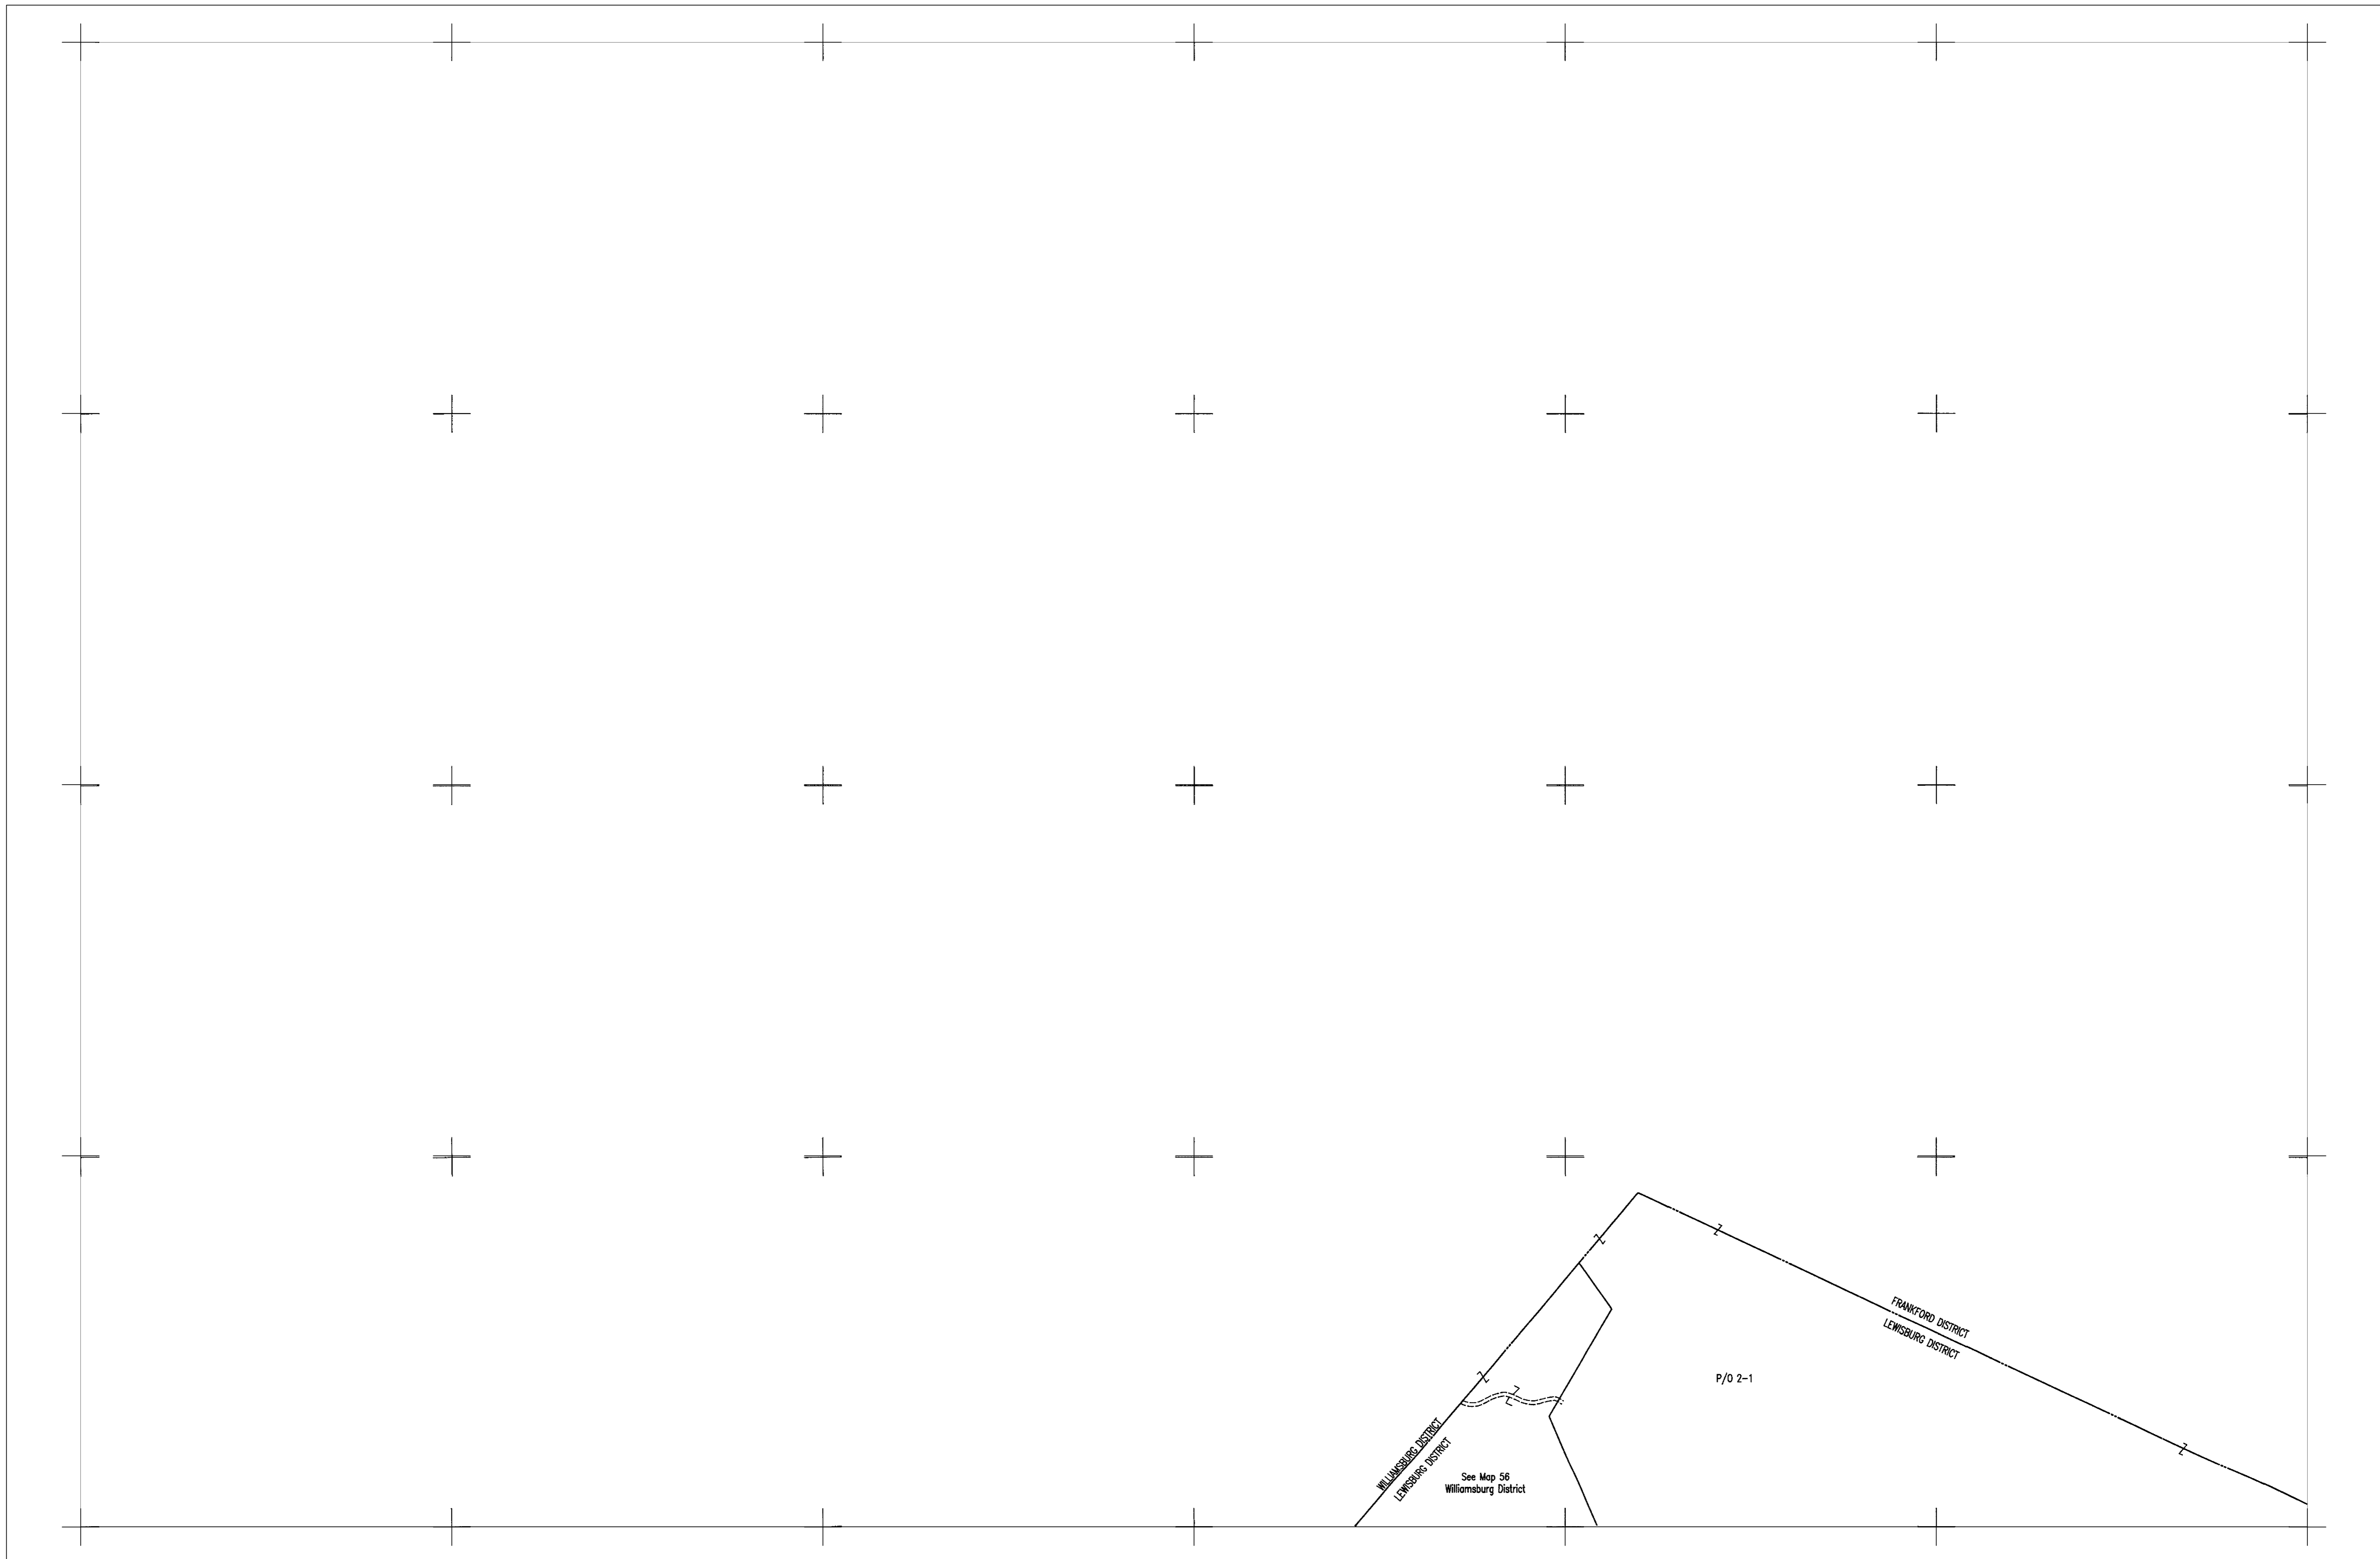 FRANKFORD DISTRICT
LEWISBURG DISTRICT
P/O 2-1
WILLIAMSBURG DISTRICT
LEWISBURG DISTRICT
See Map 56
Williamsburg District